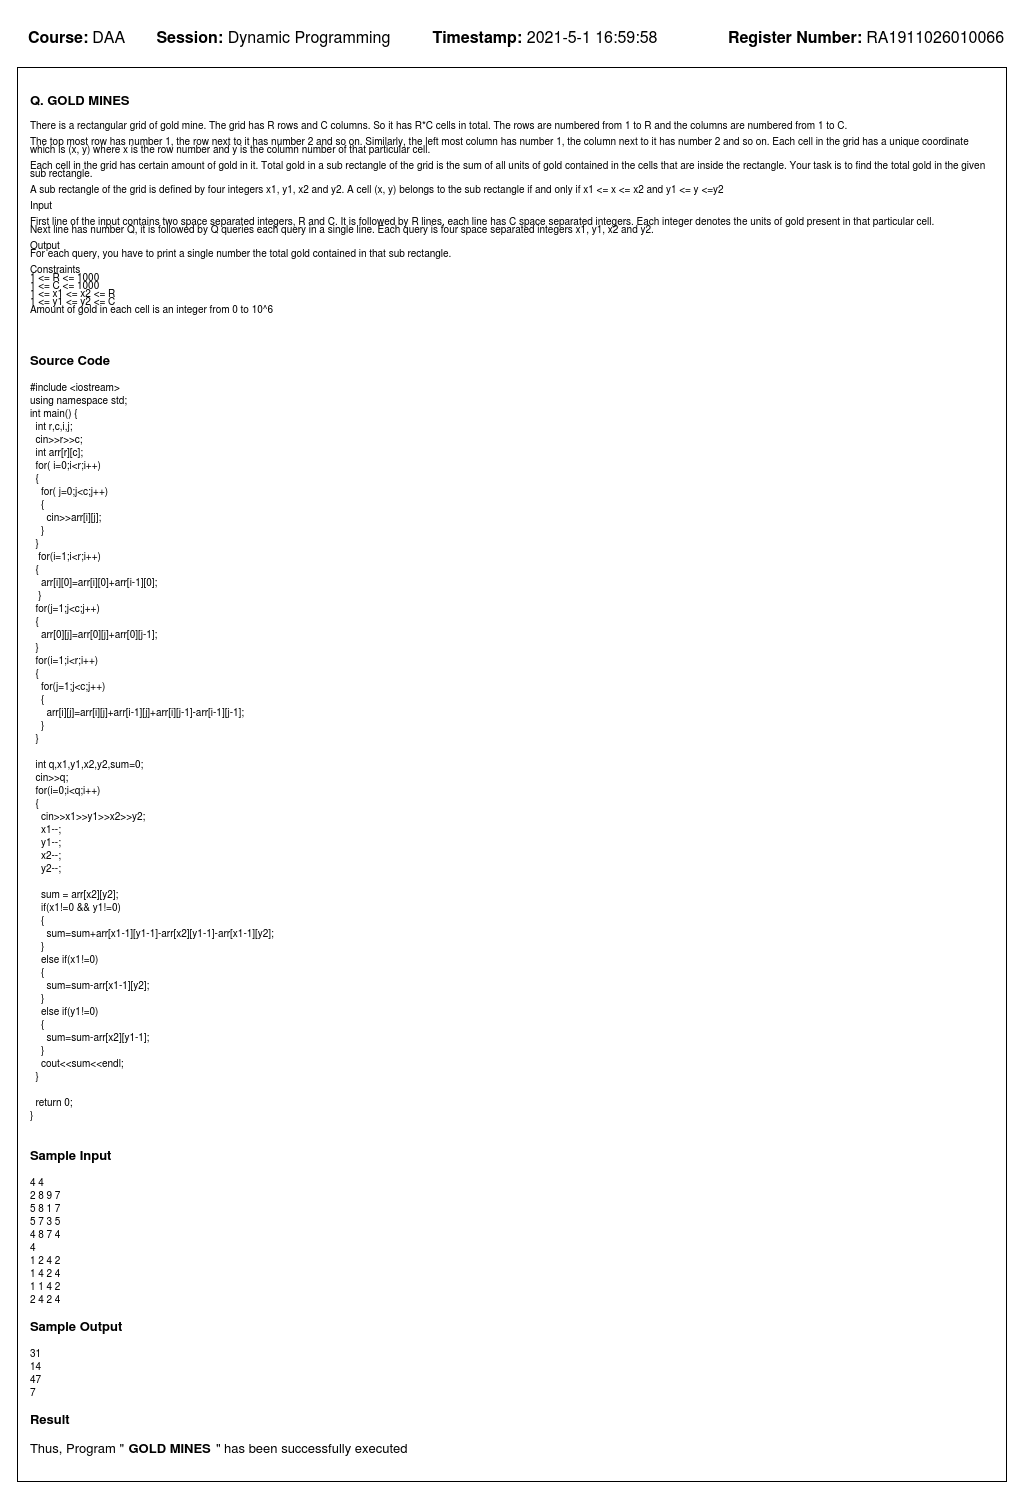 Course: DAA Session: Dynamic Programming Timestamp: 2021-5-1 16:59:58 Register Number: RA1911026010066
Q. GOLD MINES
There is a rectangular grid of gold mine. The grid has R rows and C columns. So it has R*C cells in total. The rows are numbered from 1 to R and the columns are numbered from 1 to C.
The top most row has number 1, the row next to it has number 2 and so on. Similarly, the left most column has number 1, the column next to it has number 2 and so on. Each cell in the grid has a unique coordinate
which is (x, y) where x is the row number and y is the column number of that particular cell.
Each cell in the grid has certain amount of gold in it. Total gold in a sub rectangle of the grid is the sum of all units of gold contained in the cells that are inside the rectangle. Your task is to find the total gold in the given
sub rectangle.
A sub rectangle of the grid is defined by four integers x1, y1, x2 and y2. A cell (x, y) belongs to the sub rectangle if and only if x1 <= x <= x2 and y1 <= y <=y2
Input
First line of the input contains two space separated integers, R and C. It is followed by R lines, each line has C space separated integers. Each integer denotes the units of gold present in that particular cell.
Next line has number Q, it is followed by Q queries each query in a single line. Each query is four space separated integers x1, y1, x2 and y2.
Output
For each query, you have to print a single number the total gold contained in that sub rectangle.
Constraints
1 <= R <= 1000
1 <= C <= 1000
1 <= x1 <= x2 <= R
1 <= y1 <= y2 <= C
Amount of gold in each cell is an integer from 0 to 10^6
Source Code
#include <iostream>
using namespace std;
int main() {
  int r,c,i,j;
  cin>>r>>c;
  int arr[r][c];
  for( i=0;i<r;i++)
  {
    for( j=0;j<c;j++)
    {
      cin>>arr[i][j];
    }
  }
   for(i=1;i<r;i++)
  {
    arr[i][0]=arr[i][0]+arr[i-1][0];
   }
  for(j=1;j<c;j++)
  {
    arr[0][j]=arr[0][j]+arr[0][j-1];
  }
  for(i=1;i<r;i++)
  {
    for(j=1;j<c;j++)
    {
      arr[i][j]=arr[i][j]+arr[i-1][j]+arr[i][j-1]-arr[i-1][j-1];
    }
  }
  int q,x1,y1,x2,y2,sum=0;
  cin>>q;
  for(i=0;i<q;i++)
  {
    cin>>x1>>y1>>x2>>y2;
    x1--;
    y1--;
    x2--;
    y2--;
    sum = arr[x2][y2];
    if(x1!=0 && y1!=0)
    {
      sum=sum+arr[x1-1][y1-1]-arr[x2][y1-1]-arr[x1-1][y2];
    }
    else if(x1!=0)
    {
      sum=sum-arr[x1-1][y2];
    }
    else if(y1!=0)
    {
      sum=sum-arr[x2][y1-1];
    }
    cout<<sum<<endl;
  }
  return 0;
}
Sample Input
4 4
2 8 9 7
5 8 1 7
5 7 3 5
4 8 7 4
4
1 2 4 2
1 4 2 4
1 1 4 2
2 4 2 4
Sample Output
31
14
47
7
Result
Thus, Program " GOLD MINES " has been successfully executed